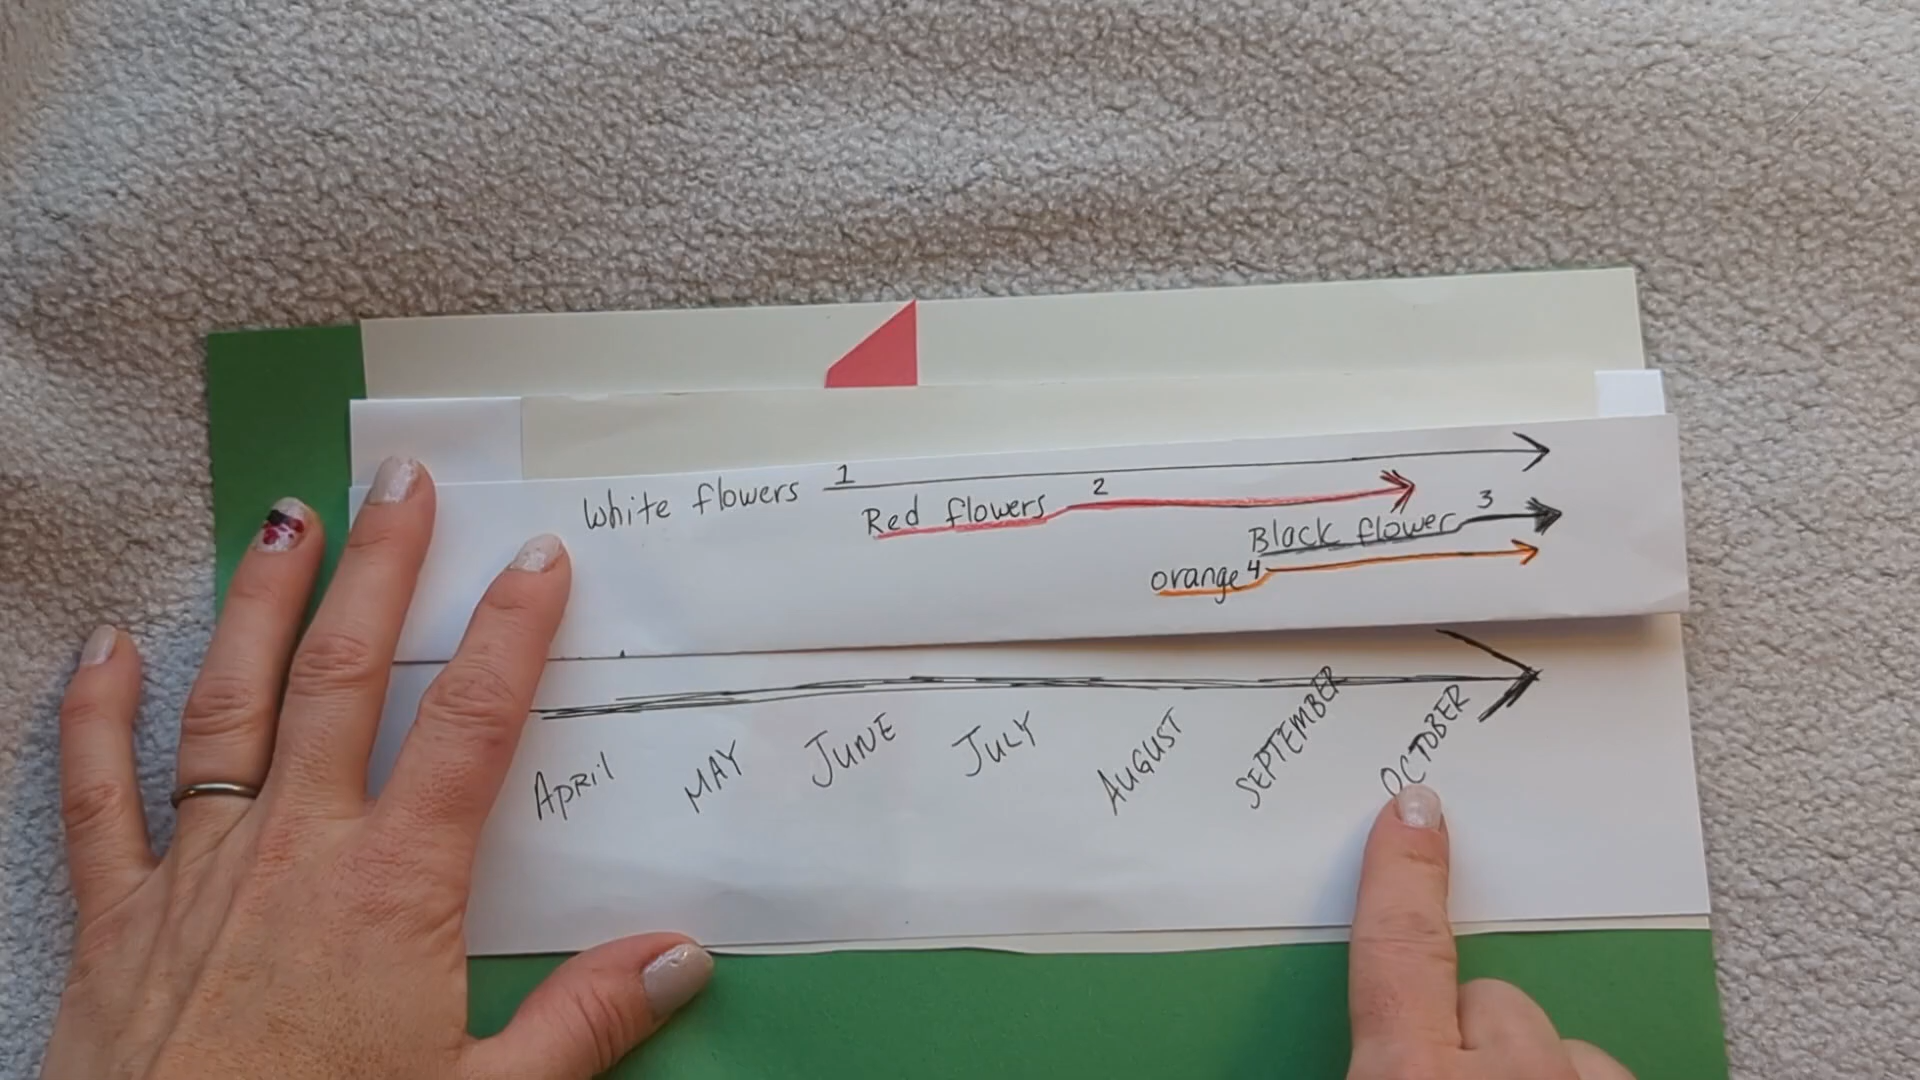 White flowers 1
Red flowers 2
Black flower 3
orange 4
April MAY JUNE JULY AUGUST SEPTEMBER OCTOBER